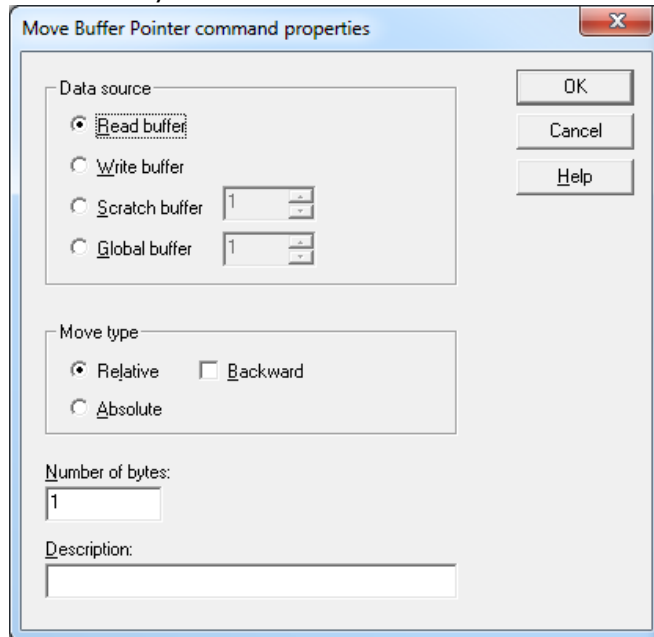 Move Buffer Pointer command properties
Data source
OK
Read buffer
Cancel
Write buffer
Help
Scratch buffer 1
Global buffer 1
Move type
Relative Backward
Absolute
Number of bytes:
1
Description: